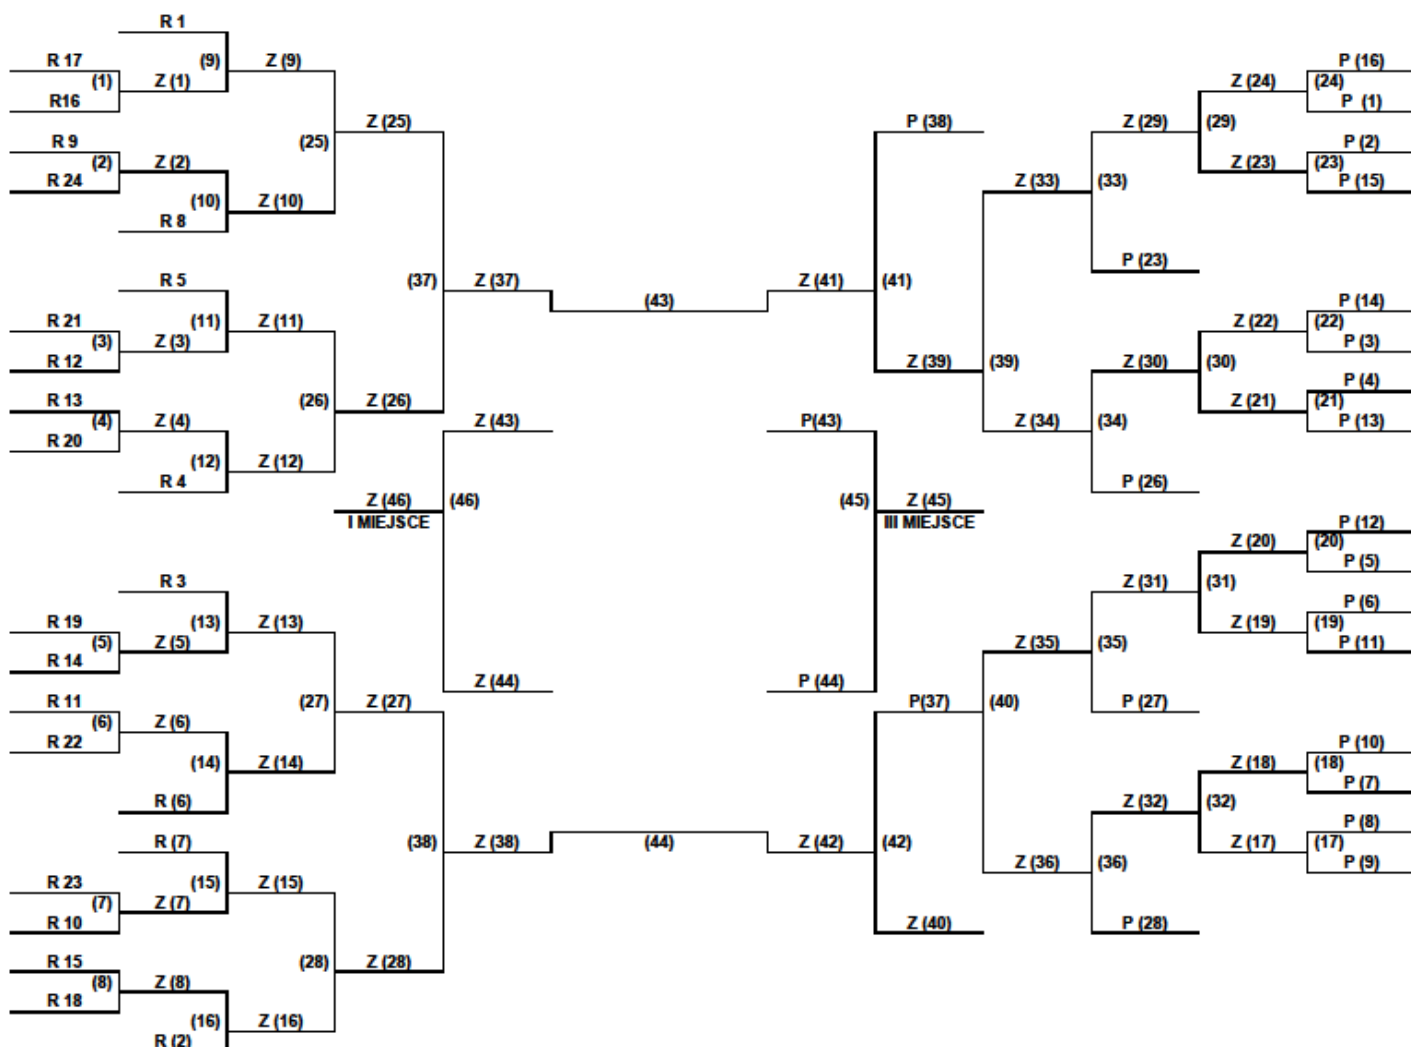 R 1
R 17 (9) Z (9) P (16)
(1) Z (1) Z (24) (24)
R16 P (1)
Z (25) P (38) Z (29) (29)
R 9 (25) P (2)
(2) Z (2) Z (23) (23)
R 24 Z (33) (33) P (15)
(10) Z (10)
R 8
P (23)
R 5 (37) Z (37) Z (41) (41)
(43) P (14)
R 21 (11) Z (11) Z (22) (22)
(3) Z (3) P (3)
R 12 Z (39) (39) Z (30) (30)
P (4)
R 13 (26) Z (26) Z (21) (21)
(4) Z (4) Z (43) P(43) Z (34) (34) P (13)
R 20
(12) Z (12)
R 4 P (26)
Z (46) (46) (45) Z (45)
I MIEJSCE III MIEJSCE P (12)
Z (20) (20)
P (5)
R 3 Z (31) (31)
P (6)
R 19 (13) Z (13) Z (19) (19)
(5) Z (5) Z (35) (35) P (11)
R 14
Z (44) P (44)
R 11 (27) Z (27) P(37) (40) P (27)
(6) Z (6)
R 22 P (10)
(14) Z (14) Z (18) (18)
P (7)
R (6) Z (32) (32)
P (8)
R (7) (38) Z (38) (44) Z (42) (42) Z (17) (17)
Z (36) (36) P (9)
R 23 (15) Z (15)
(7) Z (7)
R 10 Z (40) P (28)
R 15 (28) Z (28)
(8) Z (8)
R 18
(16) Z (16)
R (2)